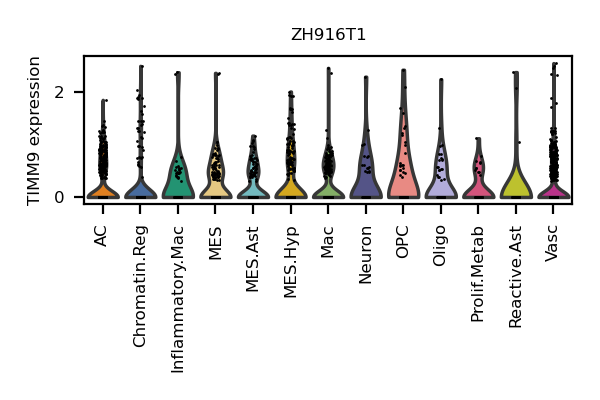 ZH916T1
TIMM9 expression
2
0
AC
Chromatin.Reg
Inflammatory.Mac
MES
MES.Ast
MES.Hyp
Mac
Neuron
OPC
Oligo
Prolif.Metab
Reactive.Ast
Vasc